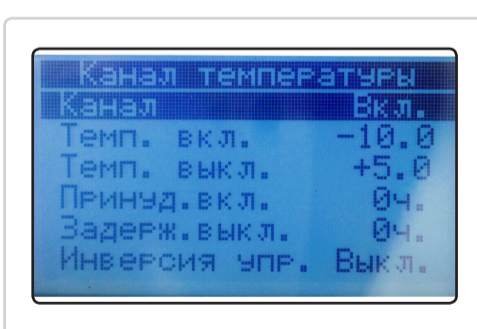 Канал температуры
Канал Вкл.
Темп. вкл. -10.0
Темп. выкл. +5.0
Принуд.вкл. 0ч.
Задерж.выкл. 0ч.
Инверсия упр. Выкл.